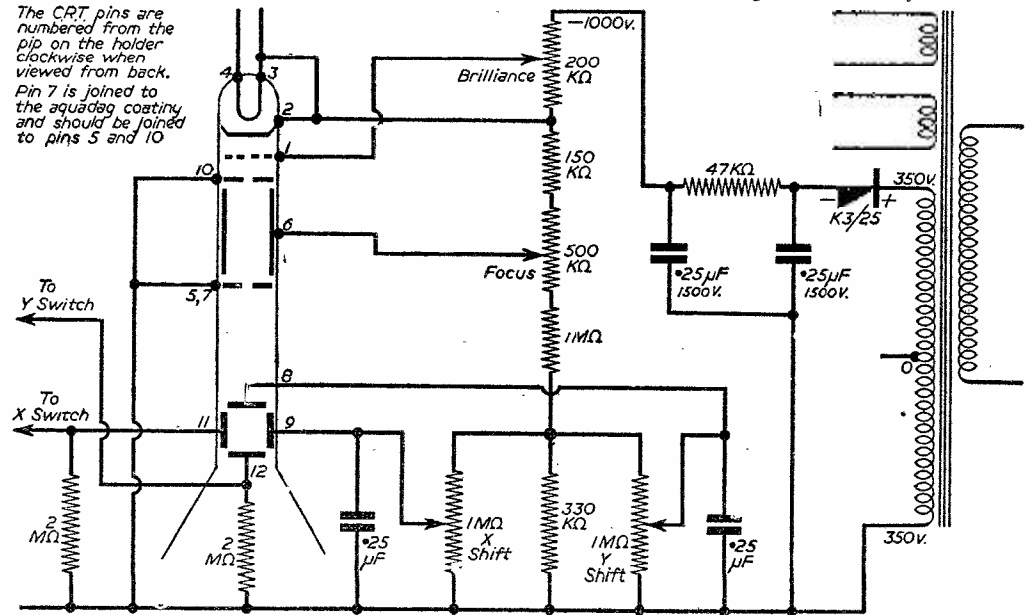 The CRT pins are
numbered from the
pip on the holder
clockwise when
viewed from back.
Pin 7 is joined to
the aquadag coating
and should be joined
to pins 5 and 10
4
3
2
1
10
6
5,7
8
11
9
12
-1000v.
Brilliance
200
KΩ
150
KΩ
500
KΩ
Focus
1MΩ
47KΩ
350v.
- +
K3/25
·25μF
1500V.
·25μF
1500V.
0
To
Y Switch
To
X Switch
2
MΩ
2
MΩ
·25
μF
1MΩ
X
Shift
330
KΩ
1MΩ
Y
Shift
·25
μF
350v.